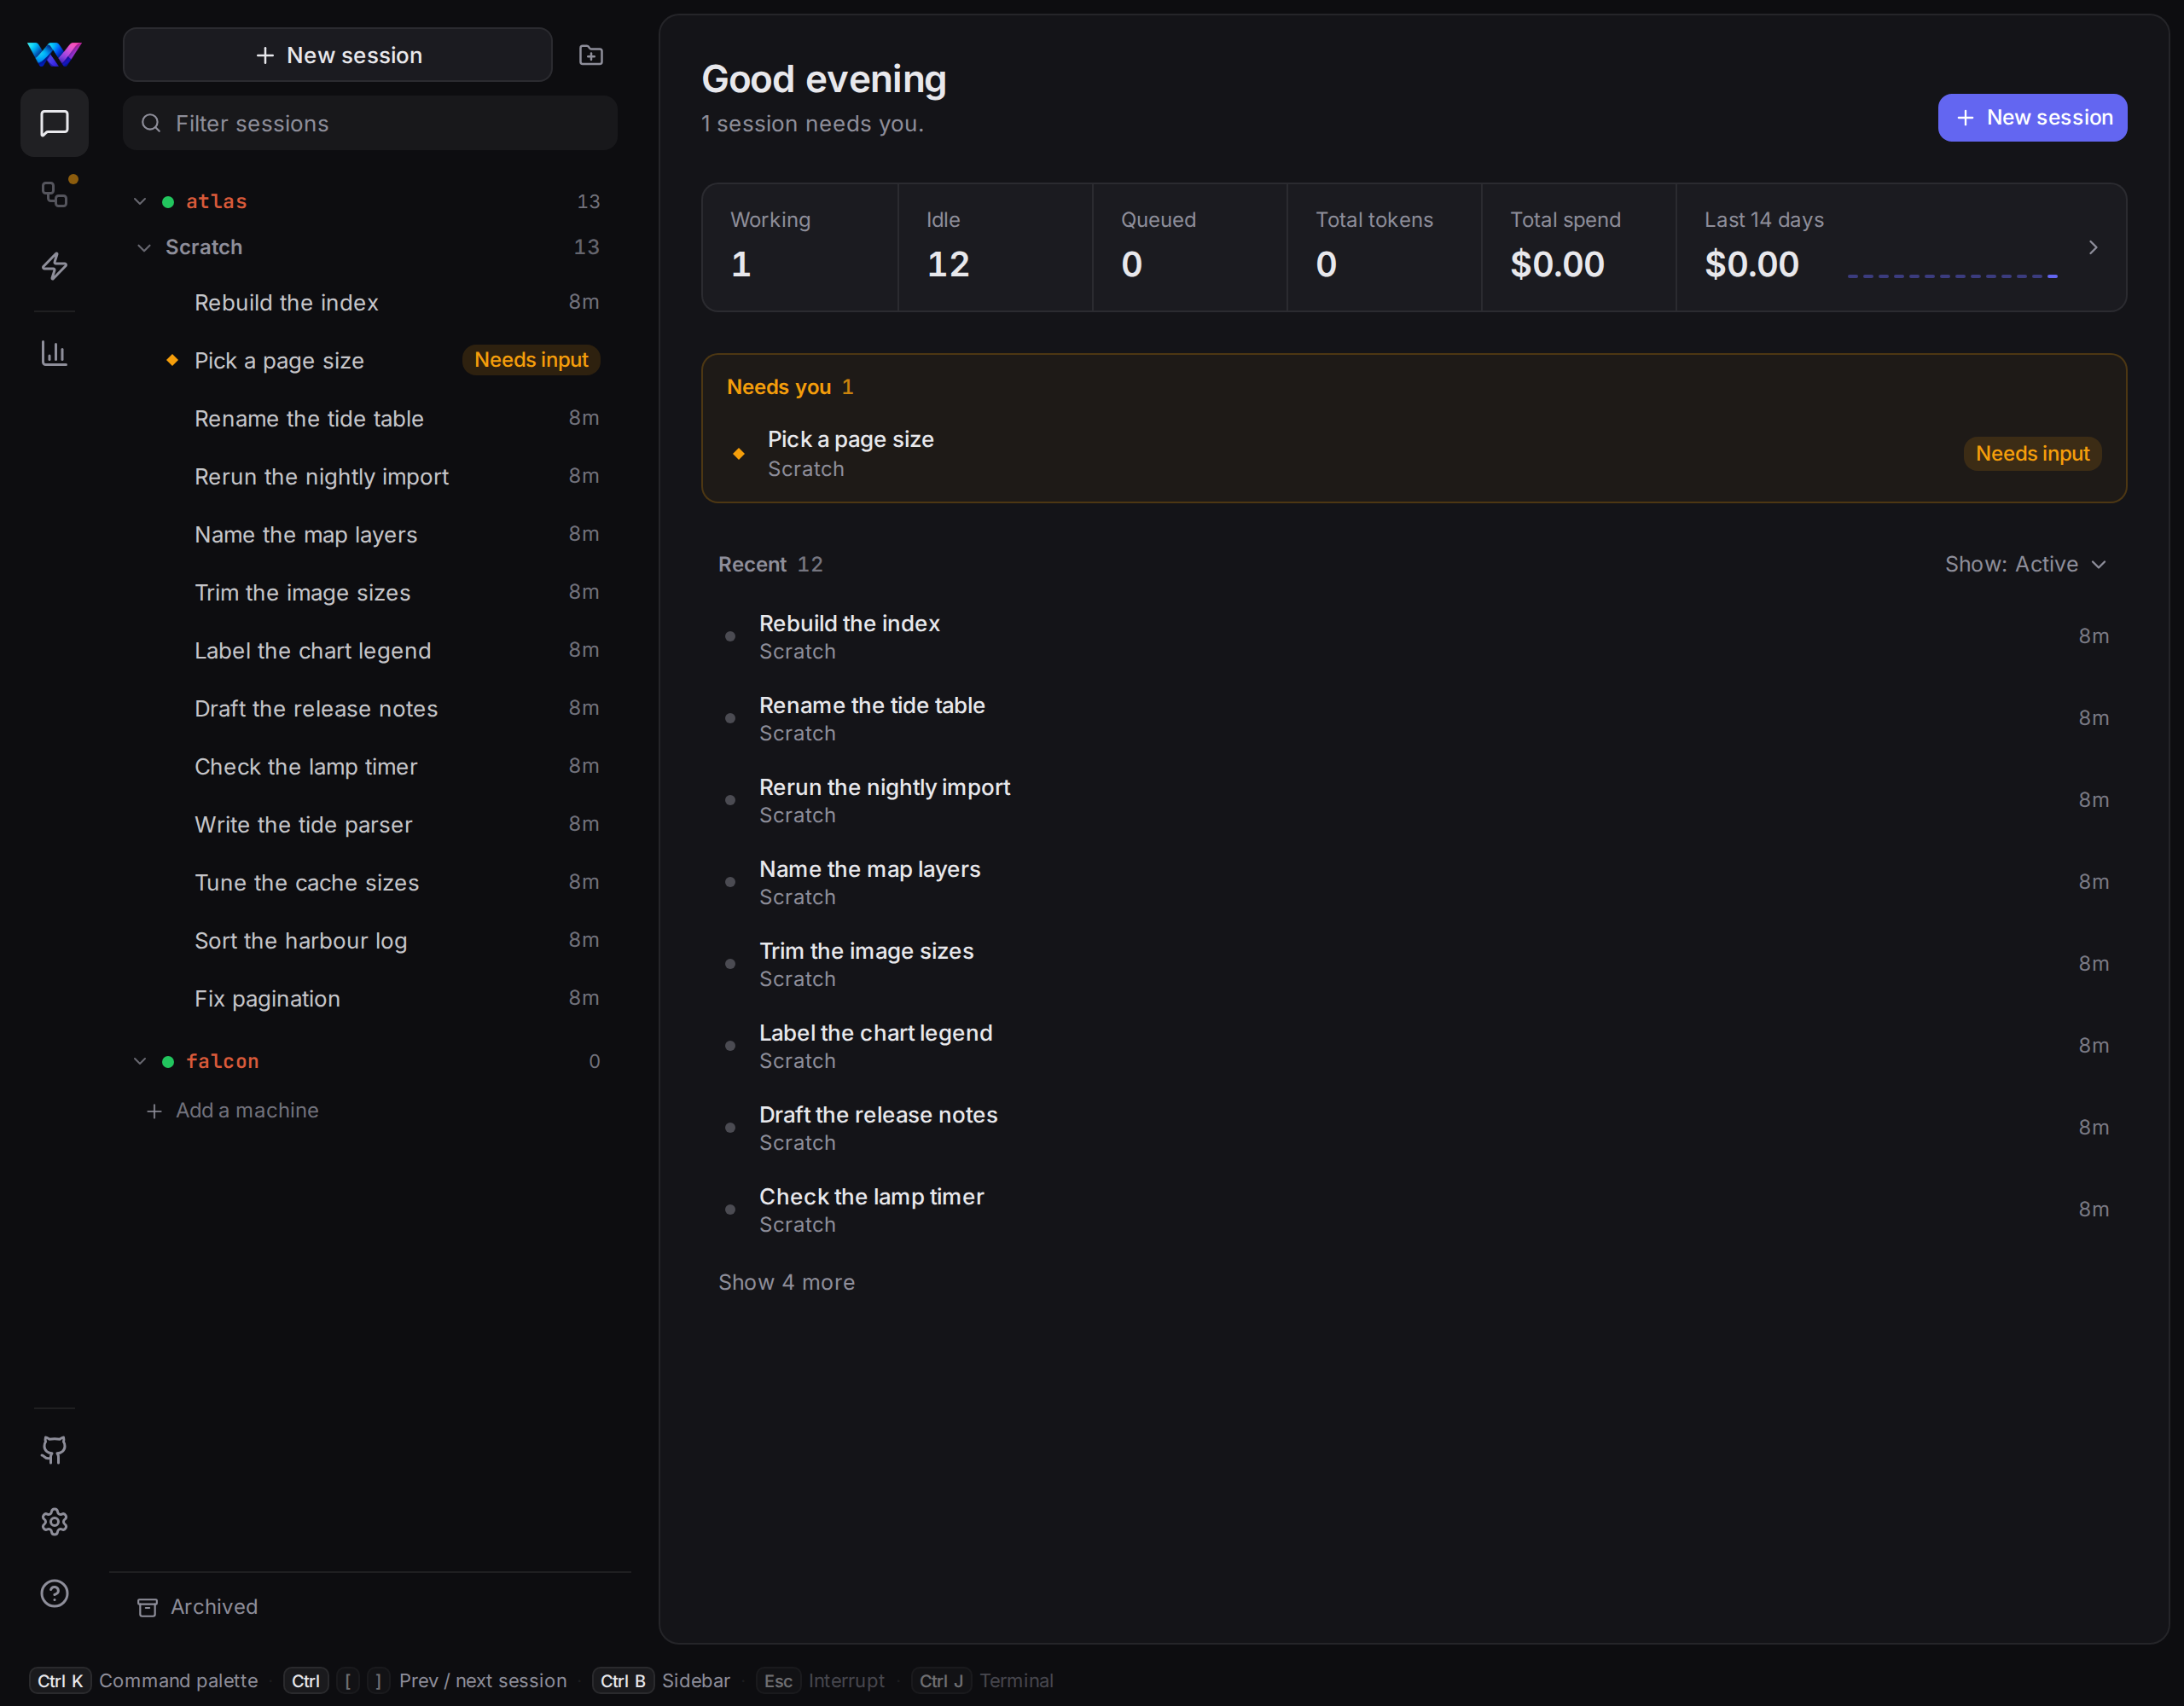 New session
Filter sessions
atlas 13
Scratch 13
Rebuild the index 8m
Pick a page size Needs input
Rename the tide table 8m
Rerun the nightly import 8m
Name the map layers 8m
Trim the image sizes 8m
Label the chart legend 8m
Draft the release notes 8m
Check the lamp timer 8m
Write the tide parser 8m
Tune the cache sizes 8m
Sort the harbour log 8m
Fix pagination 8m
falcon 0
Add a machine
Archived
Good evening
1 session needs you.
New session
Working
1
Idle
12
Queued
0
Total tokens
0
Total spend
$0.00
Last 14 days
$0.00
Needs you 1
Pick a page size
Scratch
Needs input
Recent 12
Show: Active
Rebuild the index
Scratch
8m
Rename the tide table
Scratch
8m
Rerun the nightly import
Scratch
8m
Name the map layers
Scratch
8m
Trim the image sizes
Scratch
8m
Label the chart legend
Scratch
8m
Draft the release notes
Scratch
8m
Check the lamp timer
Scratch
8m
Show 4 more
Ctrl K Command palette · Ctrl [ ] Prev / next session · Ctrl B Sidebar · Esc Interrupt · Ctrl J Terminal